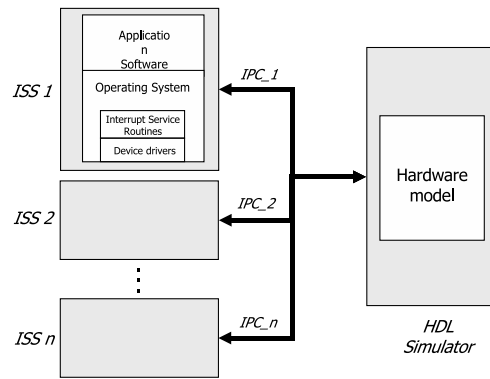 Applicatio
n
Software
ISS 1
Operating System
IPC_1
Interrupt Service
Routines
Device drivers
Hardware
model
ISS 2
IPC_2
ISS n
IPC_n
HDL
Simulator